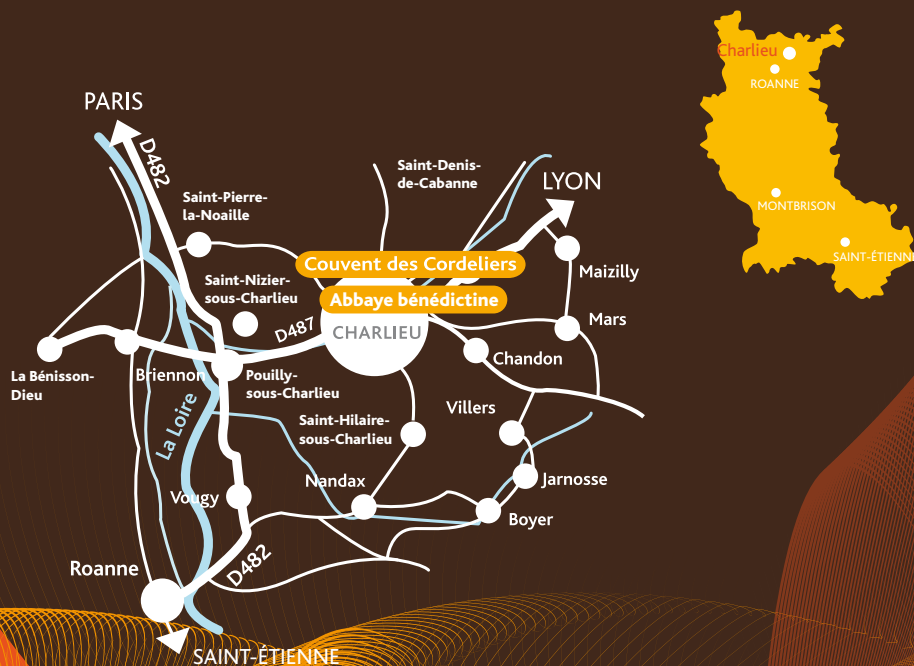 Charlieu
ROANNE
MONTBRISON
SAINT-ÉTIENNE
PARIS
D482
Saint-Denis-
de-Cabanne
LYON
Saint-Pierre-
la-Noaille
Couvent des Cordeliers
Maizilly
Saint-Nizier-
sous-Charlieu
Abbaye bénédictine
D487
CHARLIEU
Mars
Chandon
La Bénisson-
Dieu
Briennon
Pouilly-
sous-Charlieu
La Loire
Villers
Saint-Hilaire-
sous-Charlieu
Nandax
Jarnosse
Vougy
Boyer
D482
Roanne
SAINT-ÉTIENNE